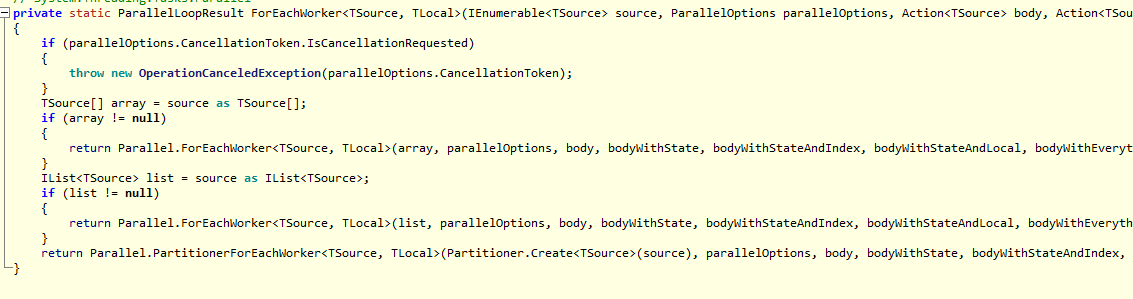 // System.Threading.Tasks.Parallel
private static ParallelLoopResult ForEachWorker<TSource, TLocal>(IEnumerable<TSource> source, ParallelOptions parallelOptions, Action<TSource> body, Action<TSou
{
if (parallelOptions.CancellationToken.IsCancellationRequested)
{
throw new OperationCanceledException(parallelOptions.CancellationToken);
}
TSource[] array = source as TSource[];
if (array != null)
{
return Parallel.ForEachWorker<TSource, TLocal>(array, parallelOptions, body, bodyWithState, bodyWithStateAndIndex, bodyWithStateAndLocal, bodyWithEveryt
}
IList<TSource> list = source as IList<TSource>;
if (list != null)
{
return Parallel.ForEachWorker<TSource, TLocal>(list, parallelOptions, body, bodyWithState, bodyWithStateAndIndex, bodyWithStateAndLocal, bodyWithEveryth
}
return Parallel.PartitionerForEachWorker<TSource, TLocal>(Partitioner.Create<TSource>(source), parallelOptions, body, bodyWithState, bodyWithStateAndIndex,
}